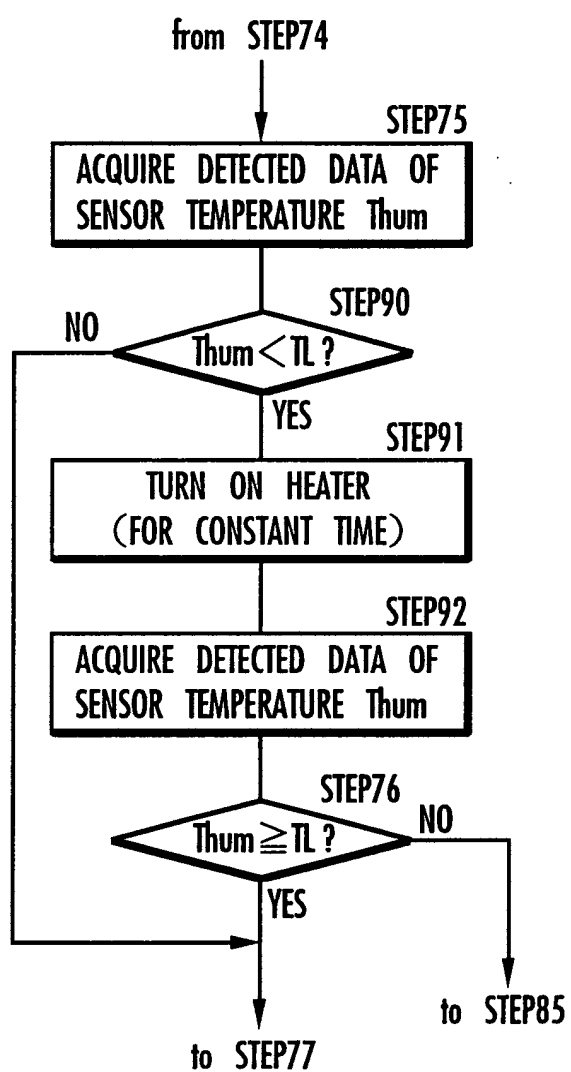 from STEP74
STEP75
ACQUIRE DETECTED DATA OF
SENSOR TEMPERATURE Thum
STEP90
NO
Thum<TL?
YES
STEP91
TURN ON HEATER
(FOR CONSTANT TIME)
STEP92
ACQUIRE DETECTED DATA OF
SENSOR TEMPERATURE Thum
STEP76
Thum≧TL?
NO
YES
to STEP85
to STEP77